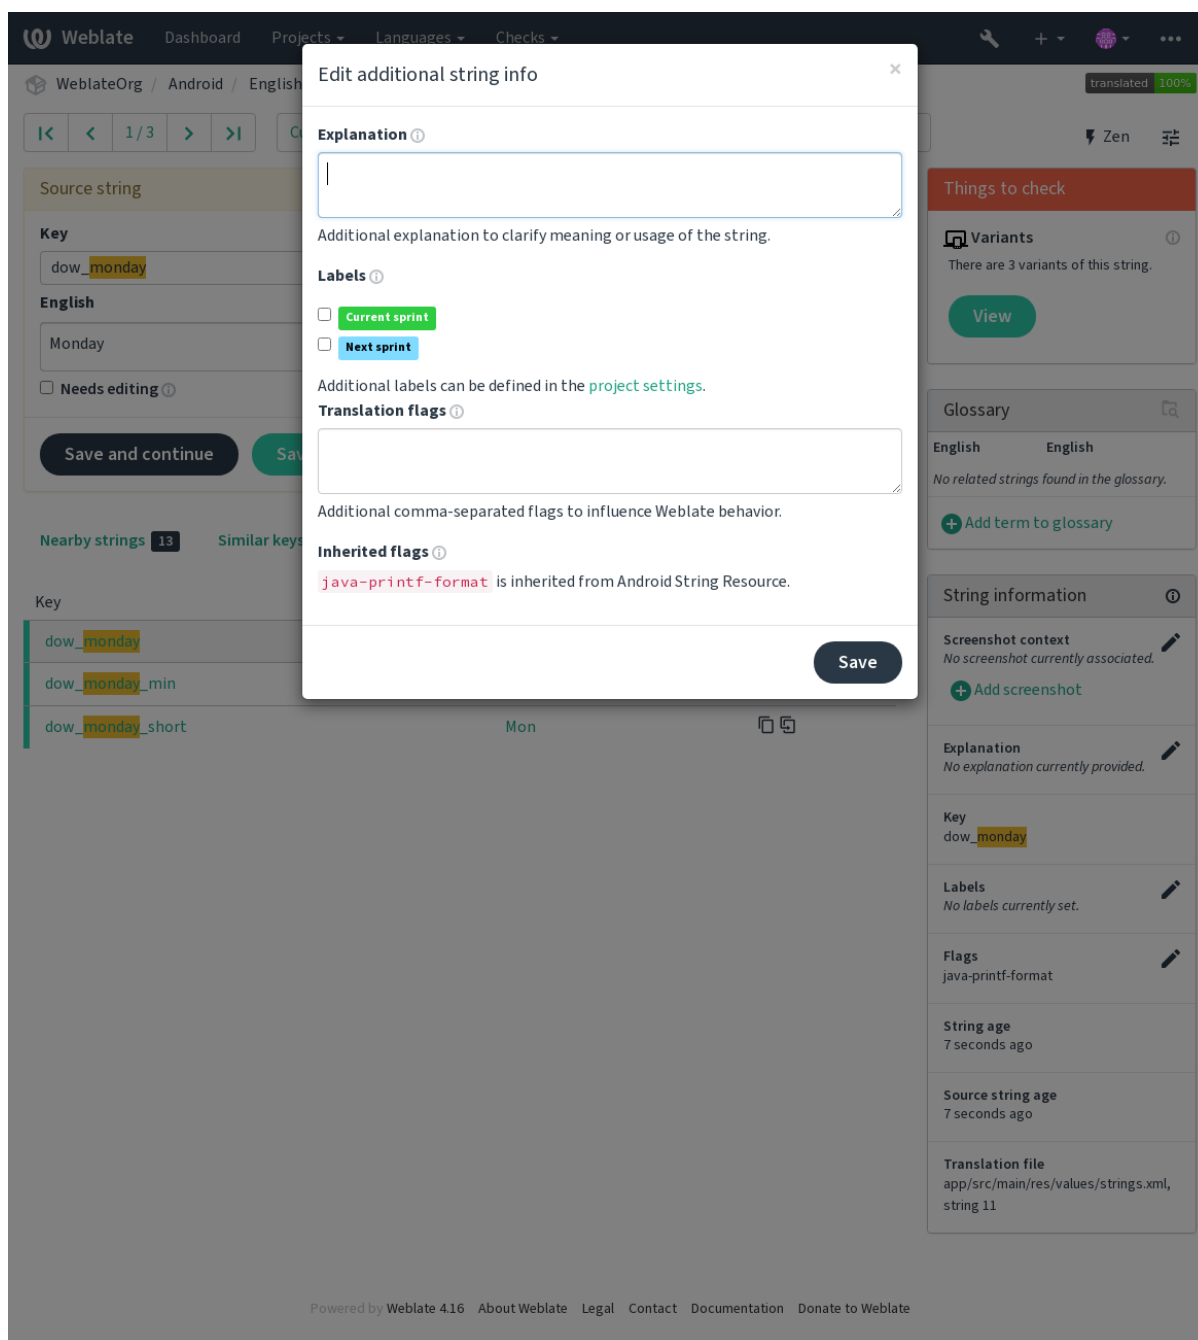 Weblate Dashboard Projects Languages Checks
WeblateOrg / Android / English
translated 100%
1 / 3
Zen
Edit additional string info
×
Explanation
Additional explanation to clarify meaning or usage of the string.
Labels
Current sprint
Next sprint
Additional labels can be defined in the project settings.
Translation flags
Additional comma-separated flags to influence Weblate behavior.
Inherited flags
java-printf-format is inherited from Android String Resource.
Save
Source string
Key
dow_monday
English
Monday
Needs editing
Save and continue
Nearby strings 13 Similar keys
Key
dow_monday
dow_monday_min
dow_monday_short Mon
Things to check
Variants
There are 3 variants of this string.
View
Glossary
English English
No related strings found in the glossary.
Add term to glossary
String information
Screenshot context
No screenshot currently associated.
Add screenshot
Explanation
No explanation currently provided.
Key
dow_monday
Labels
No labels currently set.
Flags
java-printf-format
String age
7 seconds ago
Source string age
7 seconds ago
Translation file
app/src/main/res/values/strings.xml,
string 11
Powered by Weblate 4.16 About Weblate Legal Contact Documentation Donate to Weblate